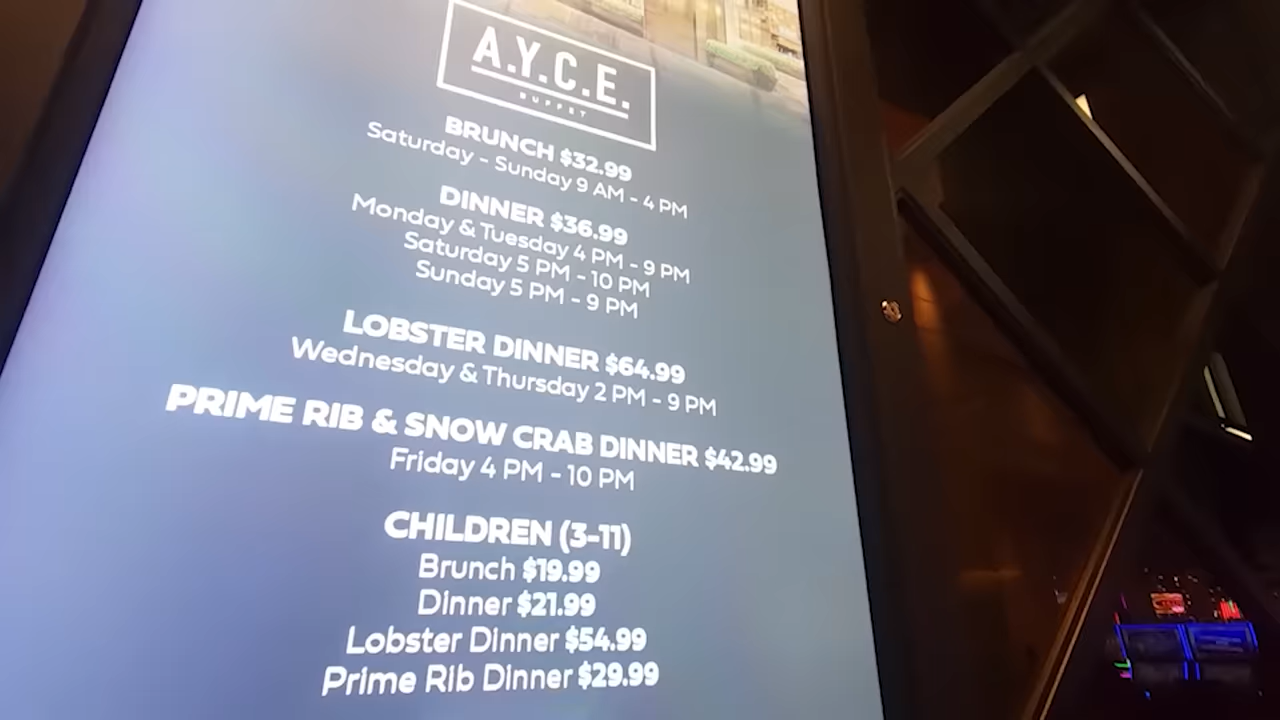 A.Y.C.E.
BUFFET
BRUNCH $32.99
Saturday - Sunday 9 AM - 4 PM
DINNER $36.99
Monday & Tuesday 4 PM - 9 PM
Saturday 5 PM - 10 PM
Sunday 5 PM - 9 PM
LOBSTER DINNER $64.99
Wednesday & Thursday 2 PM - 9 PM
PRIME RIB & SNOW CRAB DINNER $42.99
Friday 4 PM - 10 PM
CHILDREN (3-11)
Brunch $19.99
Dinner $21.99
Lobster Dinner $54.99
Prime Rib Dinner $29.99